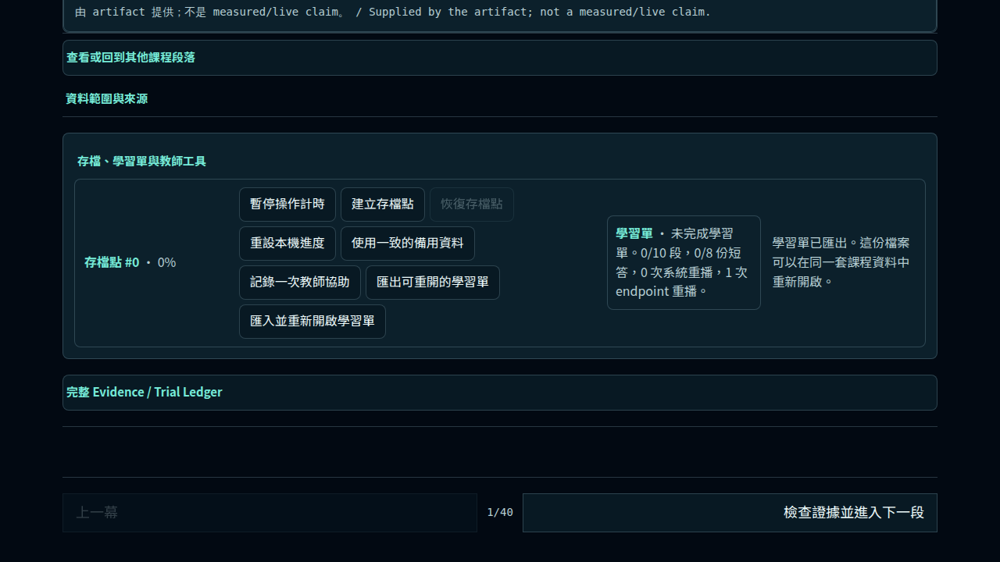 由 artifact 提供；不是 measured/live claim。 / Supplied by the artifact; not a measured/live claim.
查看或回到其他課程段落
資料範圍與來源
存檔、學習單與教師工具
存檔點 #0 · 0%
暫停操作計時
建立存檔點
恢復存檔點
重設本機進度
使用一致的備用資料
記錄一次教師協助
匯出可重開的學習單
匯入並重新開啟學習單
學習單 · 未完成學習
單。0/10 段，0/8 份短
答，0 次系統重播，1 次
endpoint 重播。
學習單已匯出。這份檔案
可以在同一套課程資料中
重新開啟。
完整 Evidence / Trial Ledger
上一幕
1/40
檢查證據並進入下一段